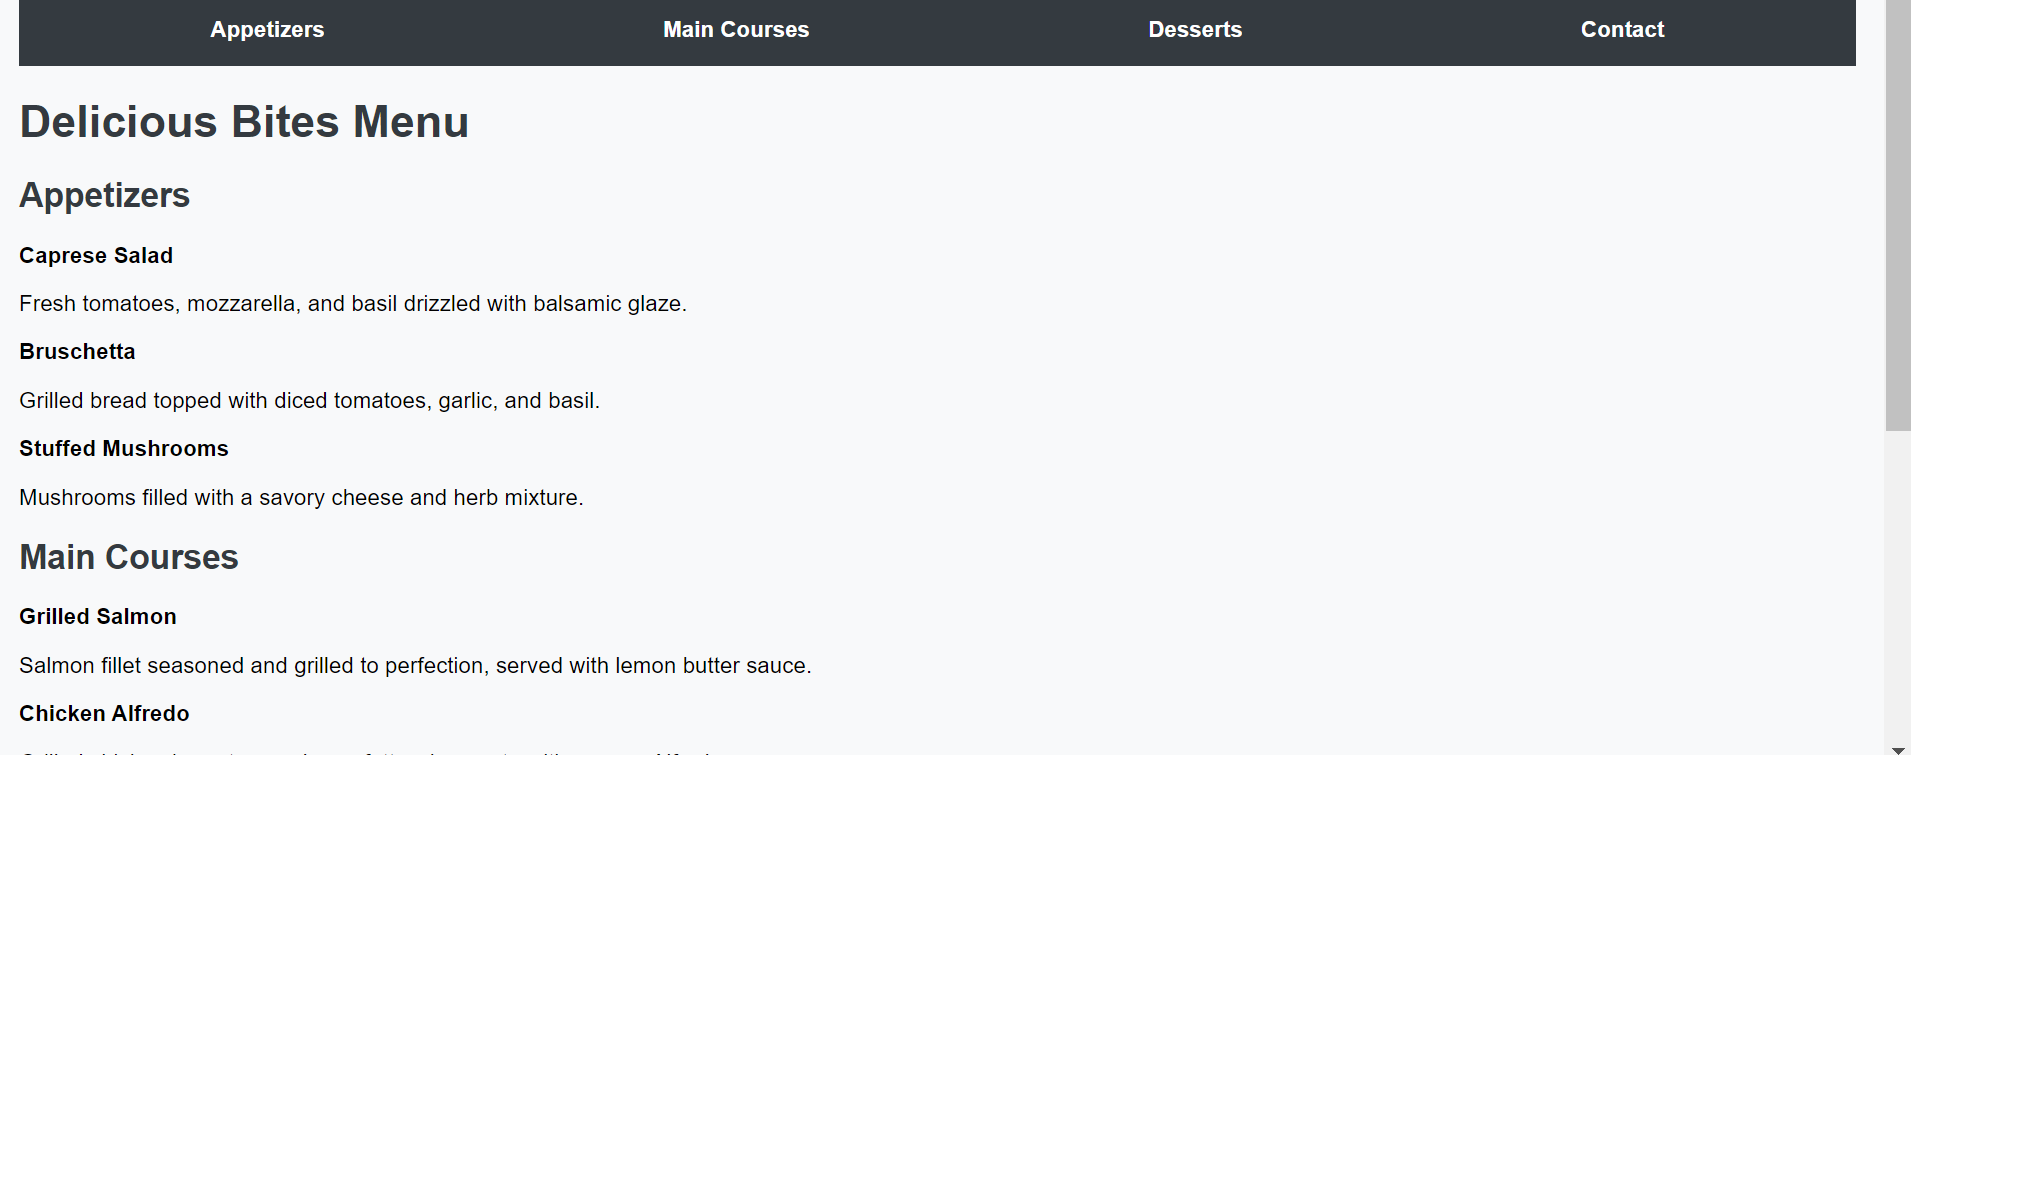 Appetizers Main Courses Desserts Contact
Delicious Bites Menu
Appetizers
Caprese Salad
Fresh tomatoes, mozzarella, and basil drizzled with balsamic glaze.
Bruschetta
Grilled bread topped with diced tomatoes, garlic, and basil.
Stuffed Mushrooms
Mushrooms filled with a savory cheese and herb mixture.
Main Courses
Grilled Salmon
Salmon fillet seasoned and grilled to perfection, served with lemon butter sauce.
Chicken Alfredo